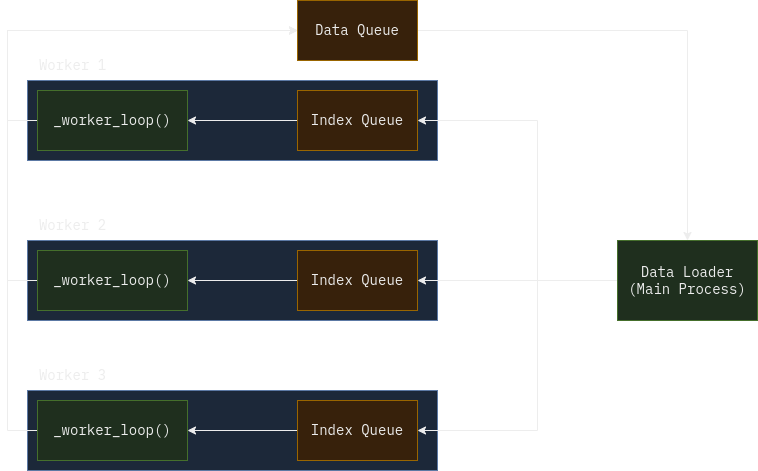 Data Queue
Worker 1
_worker_loop()
Index Queue
Worker 2
_worker_loop()
Index Queue
Data Loader
(Main Process)
Worker 3
_worker_loop()
Index Queue